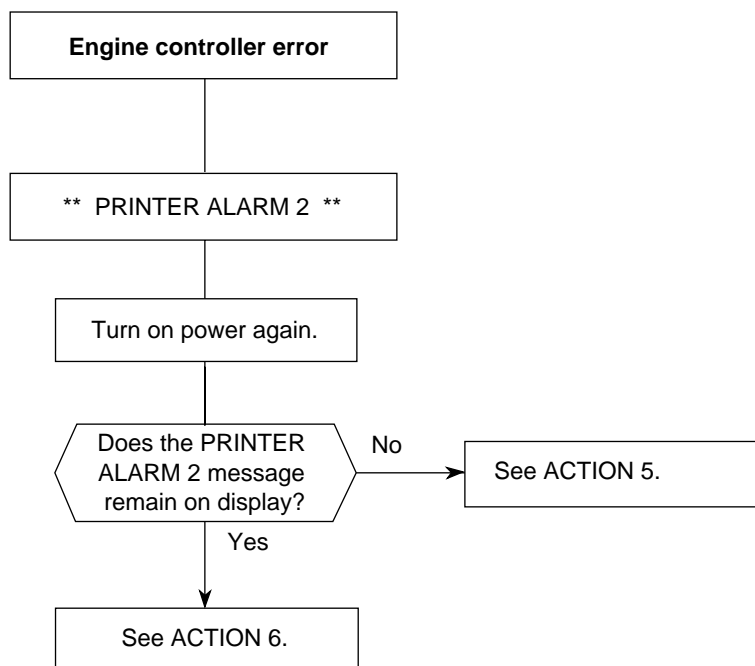 Engine controller error
** PRINTER ALARM 2 **
Turn on power again.
Does the PRINTER
ALARM 2 message
remain on display?
No
See ACTION 5.
Yes
See ACTION 6.